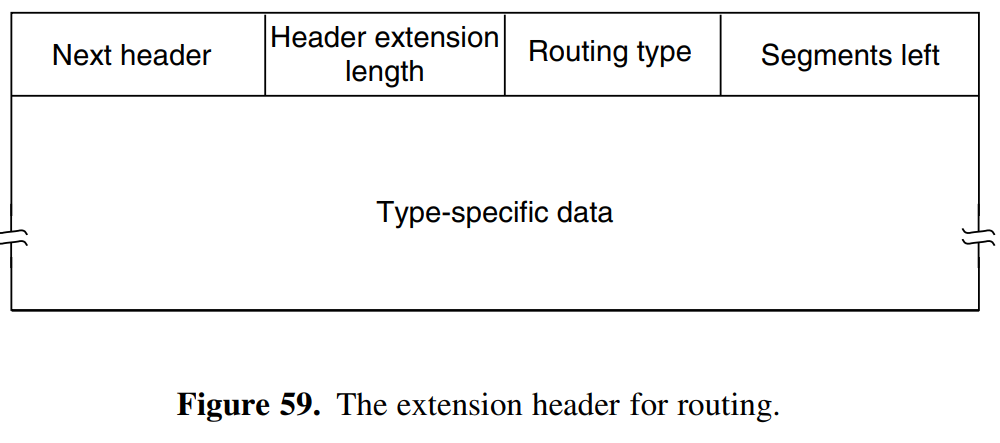 Next header
Header extension
length
Routing type
Segments left
Type-specific data
Figure 59. The extension header for routing.